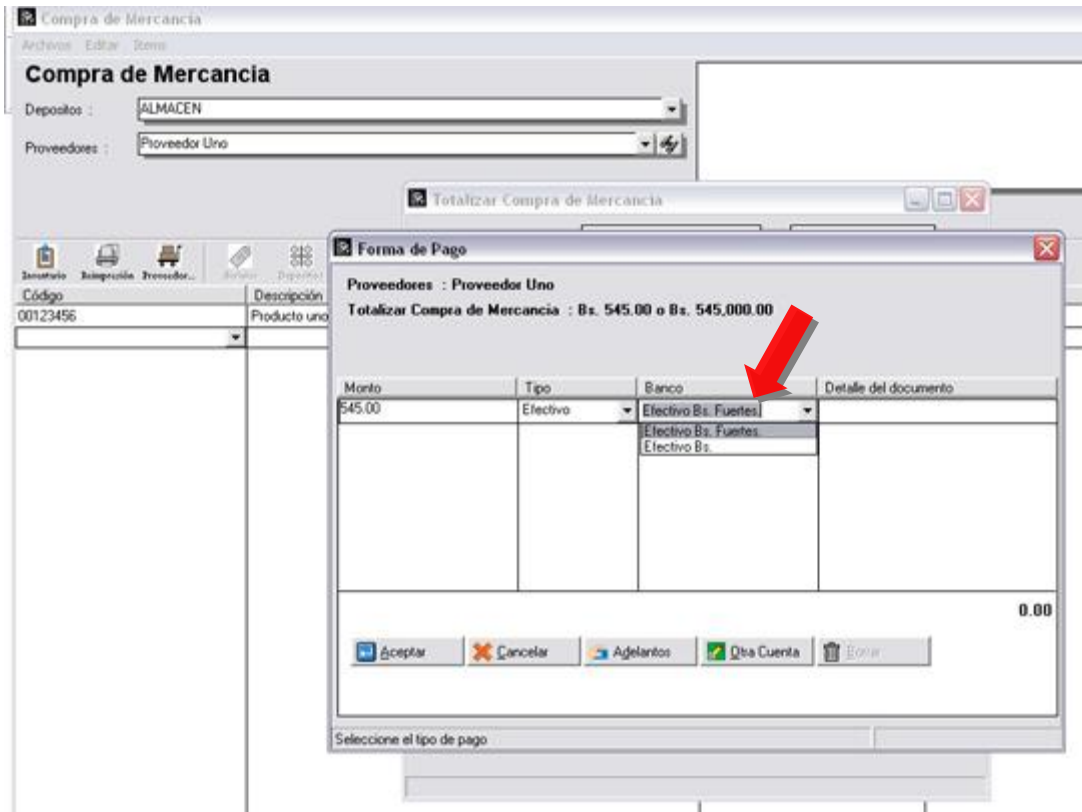 Compra de Mercancia
Archivos Editar Items
Compra de Mercancia
Depositos : ALMACEN
Proveedores : Proveedor Uno
Totalizar Compra de Mercancia
Inventario Reimpresión Proveedor...
Código Descripción
00123456 Producto uno
Forma de Pago
Proveedores : Proveedor Uno
Totalizar Compra de Mercancia : Bs. 545.00 o Bs. 545,000.00
Monto Tipo Banco Detalle del documento
545.00 Efectivo Efectivo Bs. Fuertes.
Efectivo Bs. Fuertes.
Efectivo Bs.
0.00
Aceptar Cancelar Adelantos Otra Cuenta Borrar
Seleccione el tipo de pago